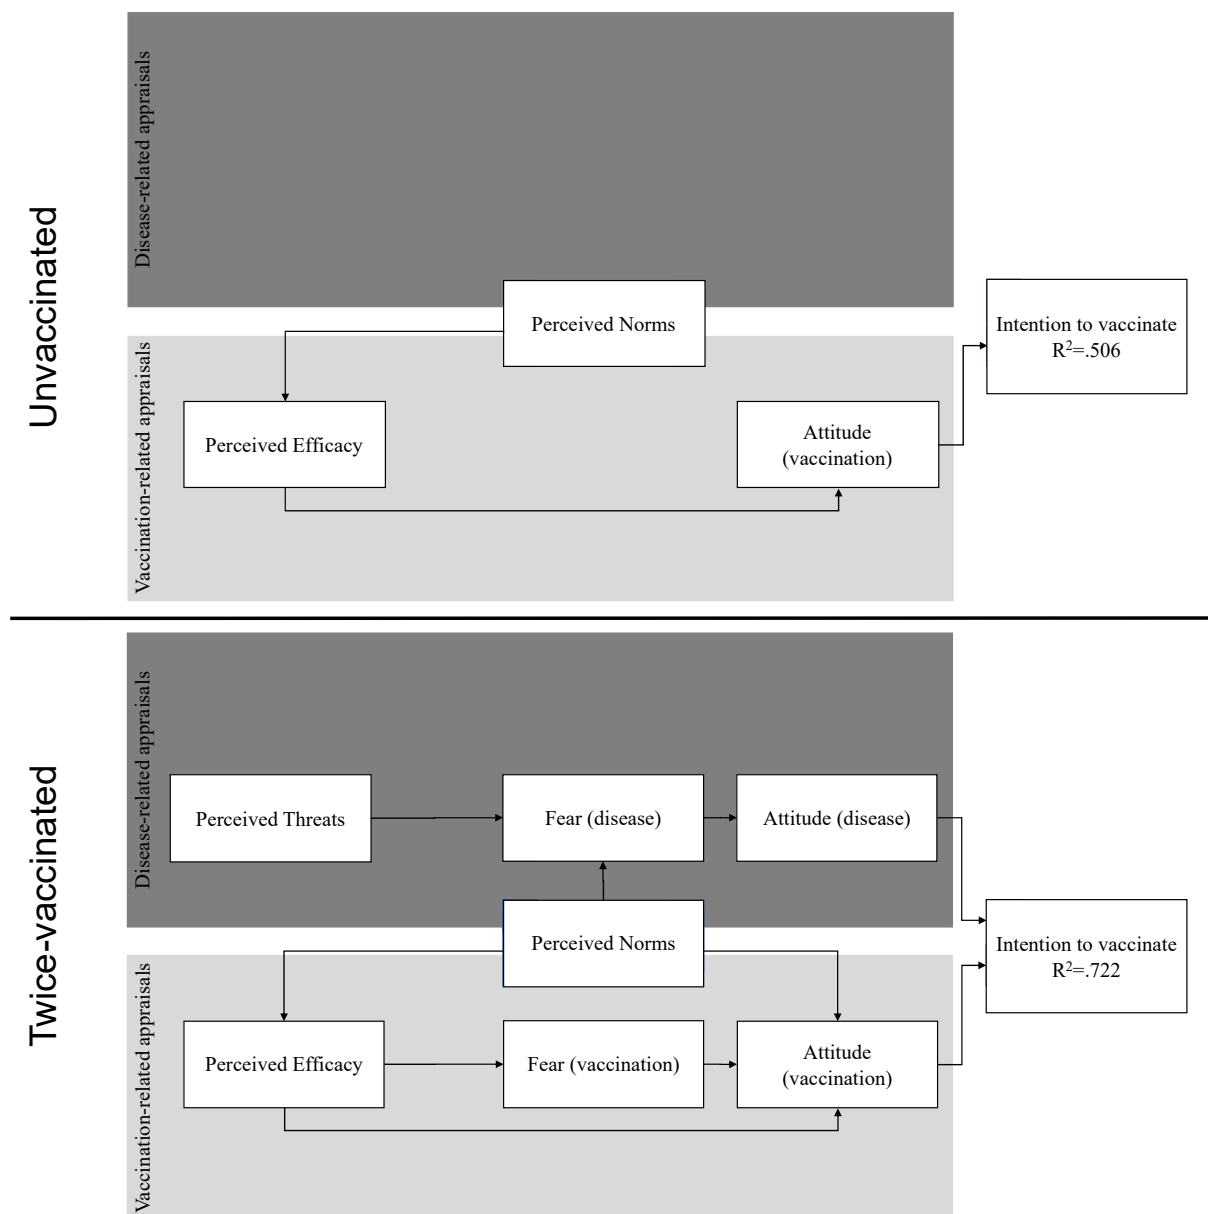 Unvaccinated
Disease-related appraisals
Perceived Norms
Intention to vaccinate
R²=.506
Vaccination-related appraisals
Perceived Efficacy
Attitude
(vaccination)
Twice-vaccinated
Disease-related appraisals
Perceived Threats
Fear (disease)
Attitude (disease)
Perceived Norms
Intention to vaccinate
R²=.722
Vaccination-related appraisals
Perceived Efficacy
Fear (vaccination)
Attitude
(vaccination)